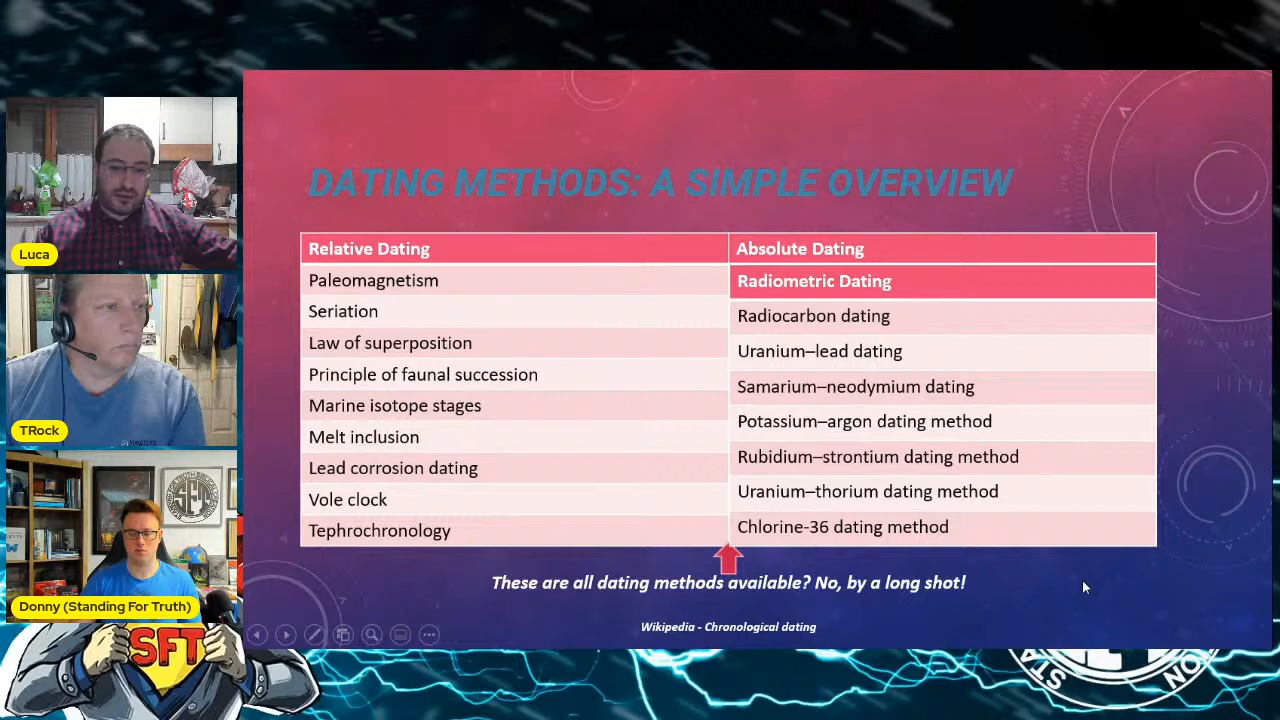 DATING METHODS: A SIMPLE OVERVIEW
Relative Dating
Absolute Dating
Paleomagnetism
Radiometric Dating
Seriation
Radiocarbon dating
Law of superposition
Uranium–lead dating
Principle of faunal succession
Samarium–neodymium dating
Marine isotope stages
Potassium–argon dating method
Melt inclusion
Rubidium–strontium dating method
Lead corrosion dating
Uranium–thorium dating method
Vole clock
Chlorine-36 dating method
Tephrochronology
These are all dating methods available? No, by a long shot!
Wikipedia - Chronological dating
Luca
TRock
SFT
Donny (Standing For Truth)
SFT
STA
ON